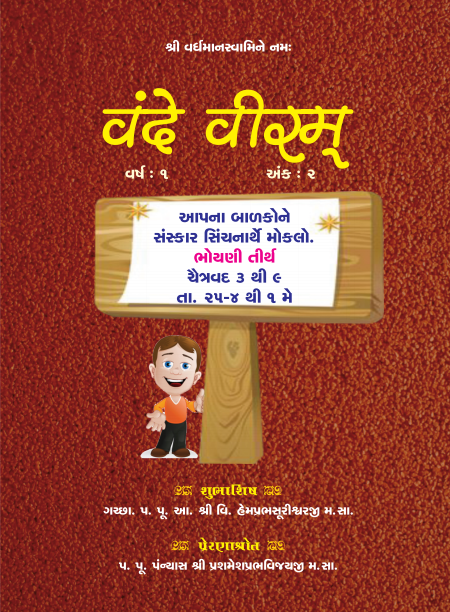 શ્રી વર્ધમાનસ્વામિને નમઃ
વંદે વીરમ્
વર્ષ : ૧ અંક : ૨
આપના બાળકોને
સંસ્કાર સિંચનાર્થે મોકલો.
ભોયણી તીર્થ
ચૈત્રવદ ૩ થી ૯
તા. ૨૫-૪ થી ૧ મે
શુભાશિષ
ગચ્છા. પ. પૂ. આ. શ્રી વિ. હેમપ્રભસૂરીશ્વરજી મ.સા.
પ્રેરણાશ્રોત
પ. પૂ. પંન્યાસ શ્રી પ્રશમેશપ્રભવિજયજી મ.સા.